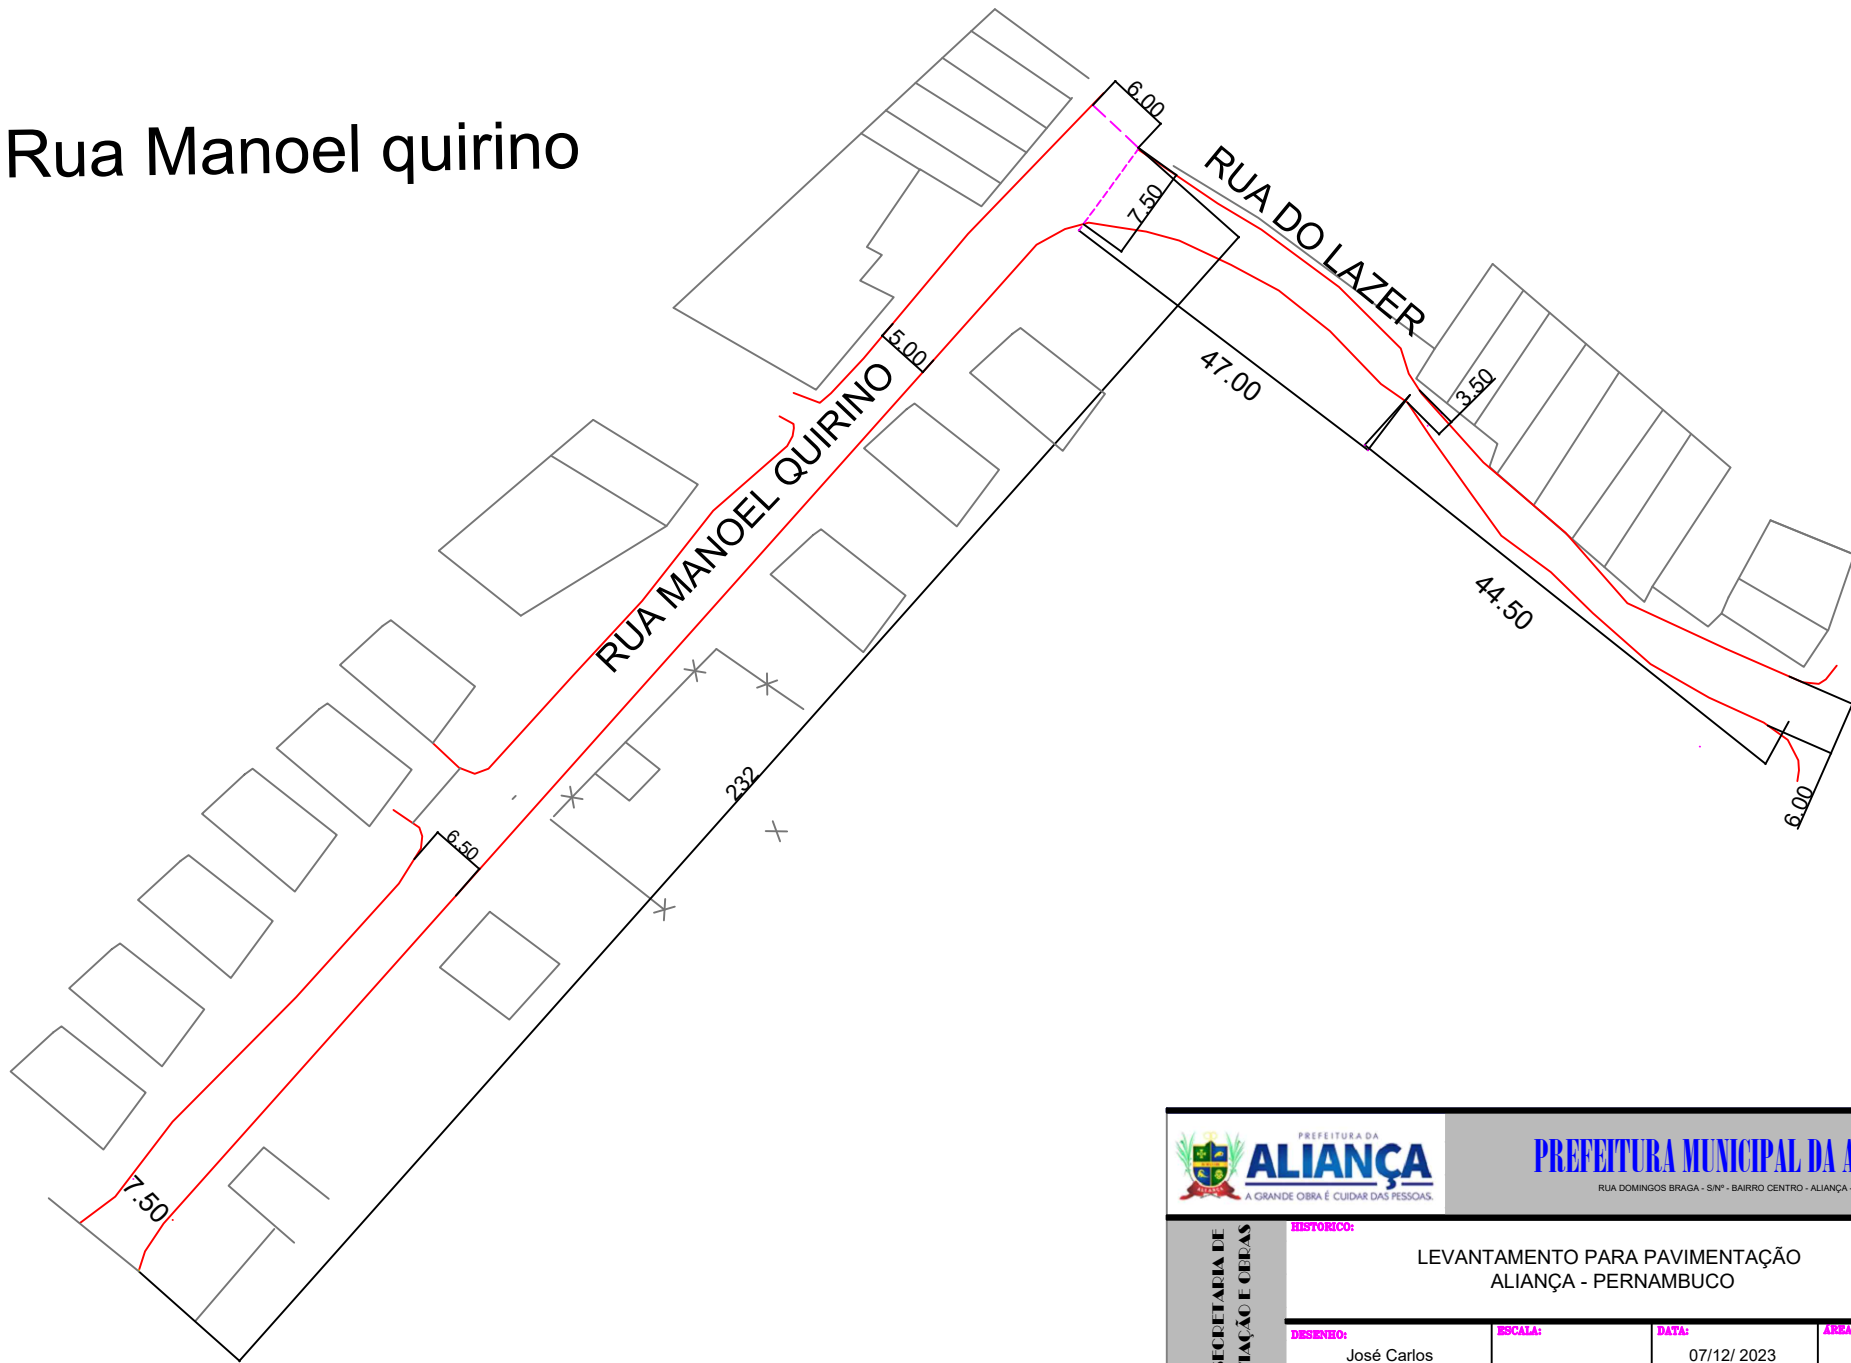 Rua Manoel quirino
6.00
7.50
RUA DO LAZER
5.00
47.00
3.50
RUA MANOEL QUIRINO
44.50
232
6.00
6.50
7.50
PREFEITURA DA
ALIANÇA
A GRANDE OBRA É CUIDAR DAS PESSOAS.
PREFEITURA MUNICIPAL DA
RUA DOMINGOS BRAGA - S/Nº - BAIRRO CENTRO - ALIANÇA -
HISTORICO:
LEVANTAMENTO PARA PAVIMENTAÇÃO
ALIANÇA - PERNAMBUCO
DE
E OBRAS
DESENHO:
José Carlos
ESCALA:
DATA:
07/12/ 2023